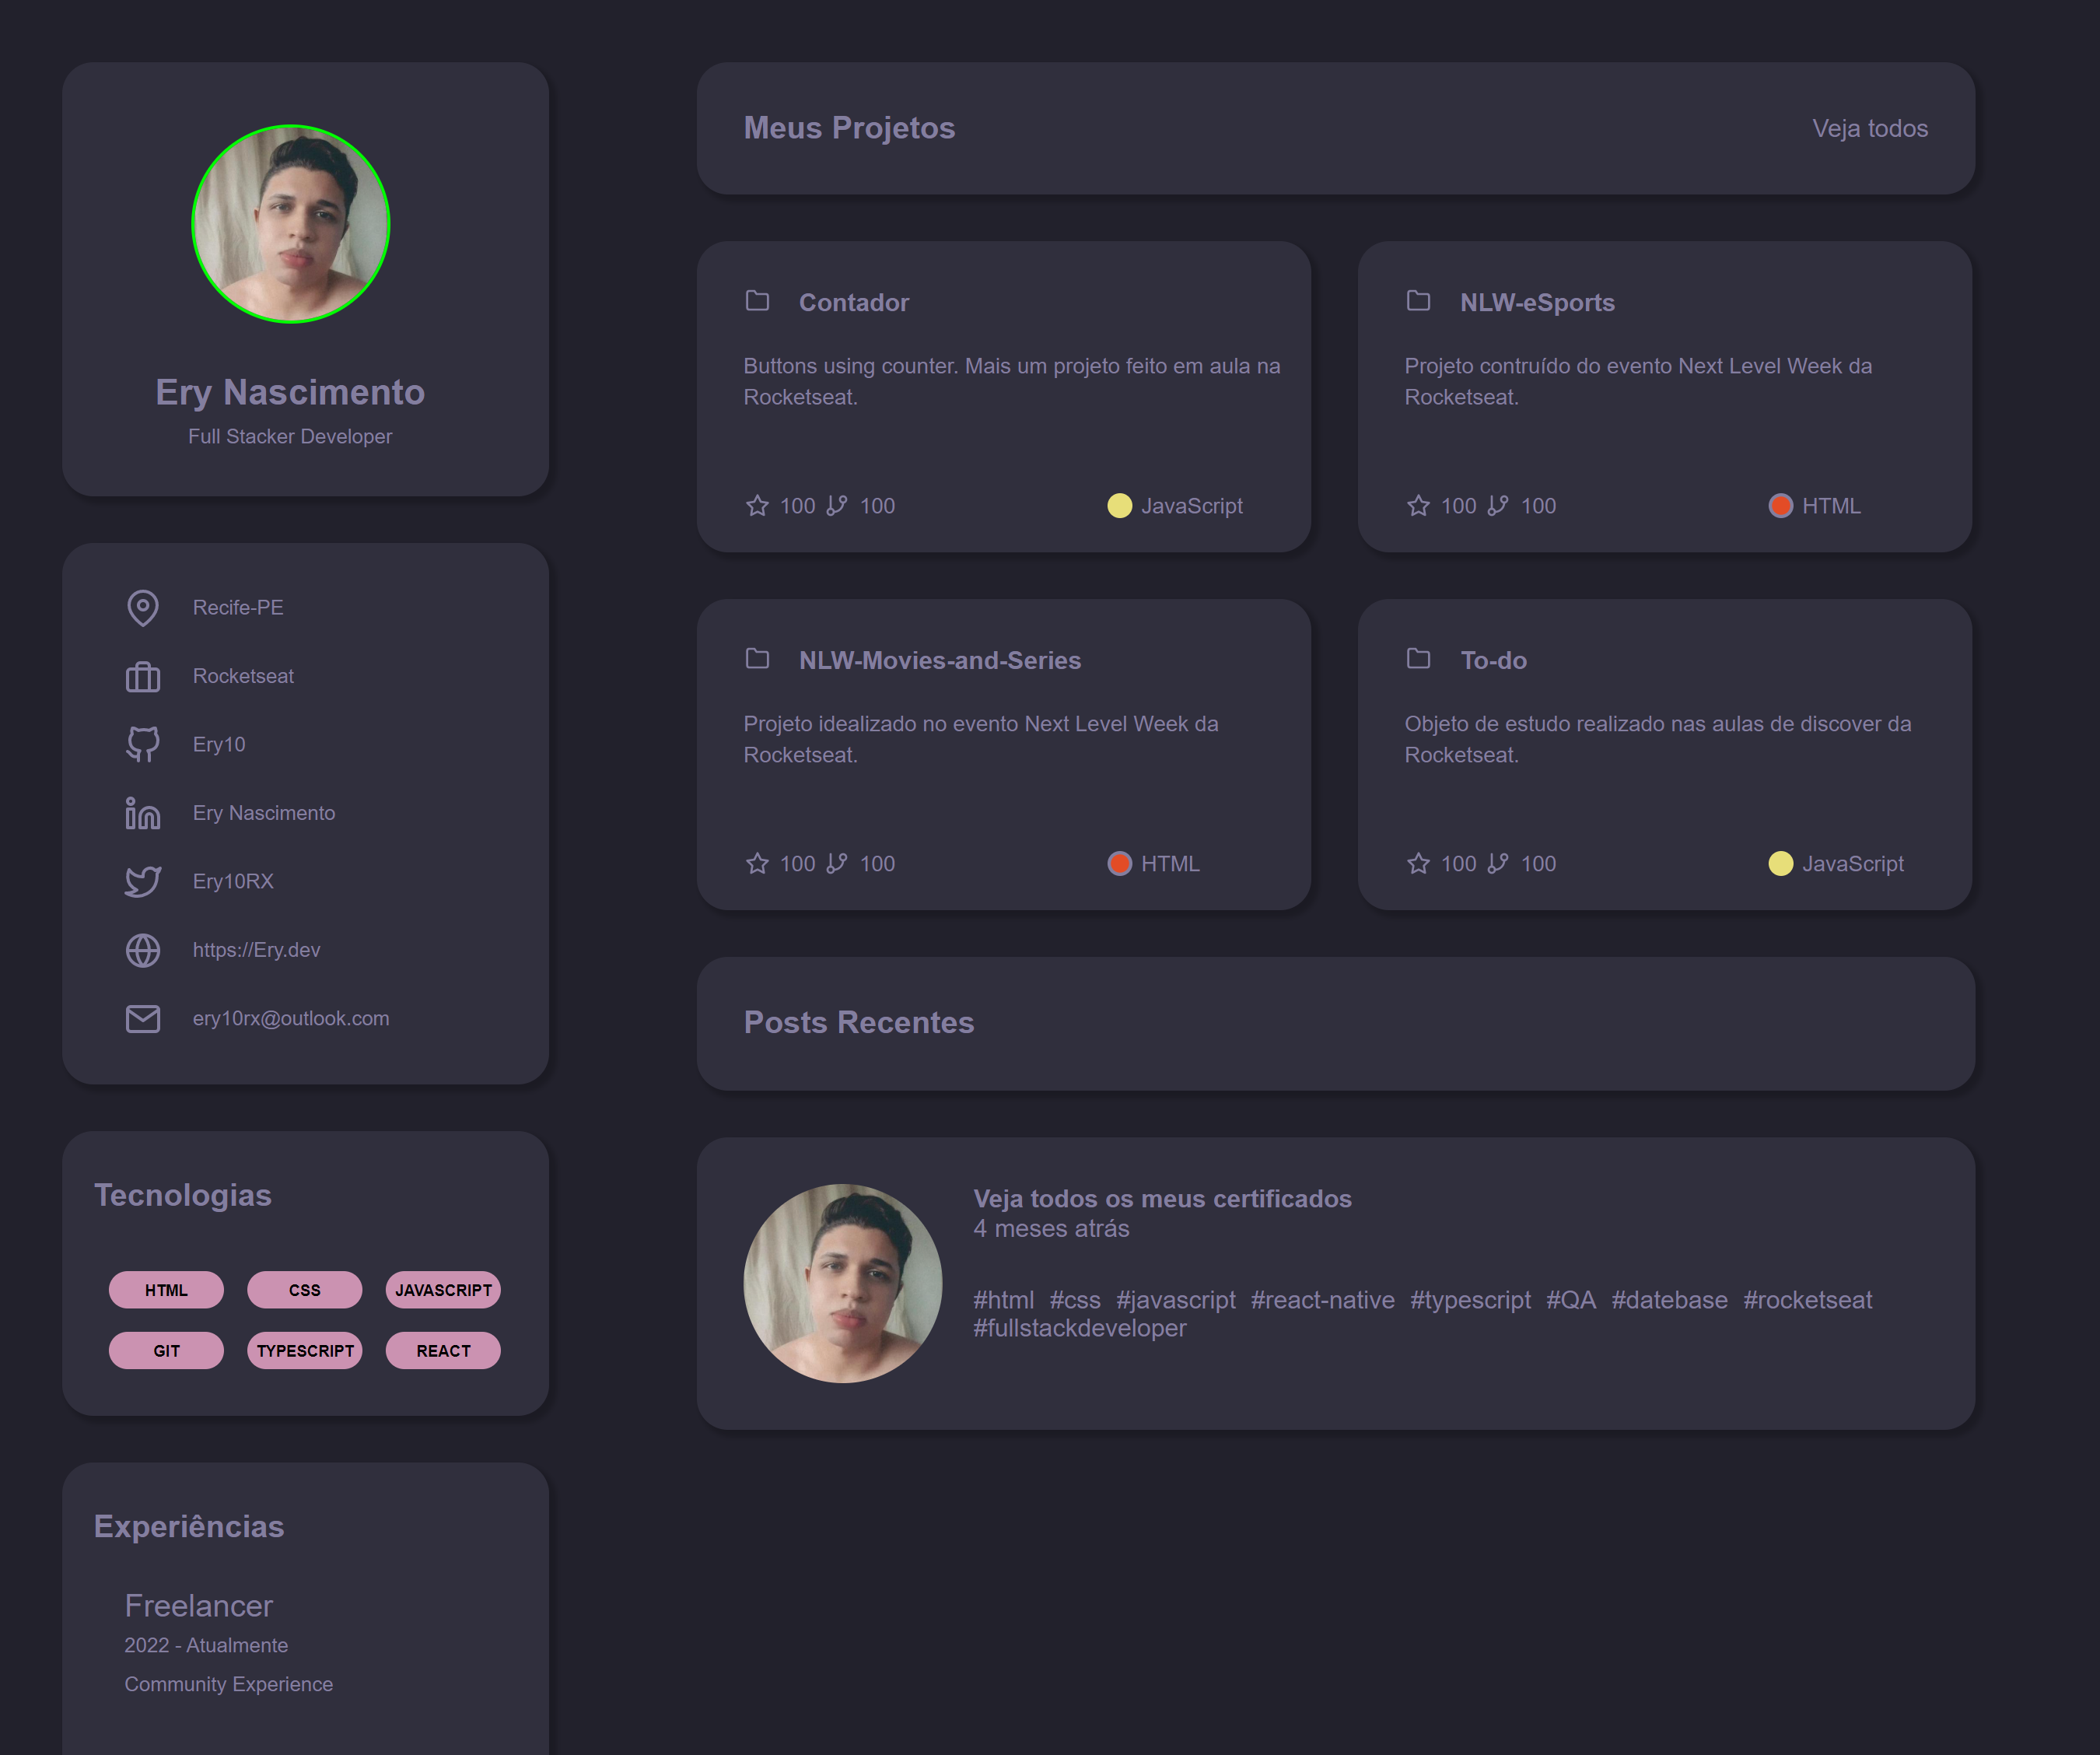 Ery Nascimento
Full Stacker Developer
Recife-PE
Rocketseat
Ery10
Ery Nascimento
Ery10RX
https://Ery.dev
ery10rx@outlook.com
Tecnologias
HTML CSS JAVASCRIPT
GIT TYPESCRIPT REACT
Experiências
Freelancer
2022 - Atualmente
Community Experience
Meus Projetos Veja todos
Contador
Buttons using counter. Mais um projeto feito em aula na
Rocketseat.
100 100 JavaScript
NLW-eSports
Projeto contruído do evento Next Level Week da
Rocketseat.
100 100 HTML
NLW-Movies-and-Series
Projeto idealizado no evento Next Level Week da
Rocketseat.
100 100 HTML
To-do
Objeto de estudo realizado nas aulas de discover da
Rocketseat.
100 100 JavaScript
Posts Recentes
Veja todos os meus certificados
4 meses atrás
#html #css #javascript #react-native #typescript #QA #datebase #rocketseat
#fullstackdeveloper